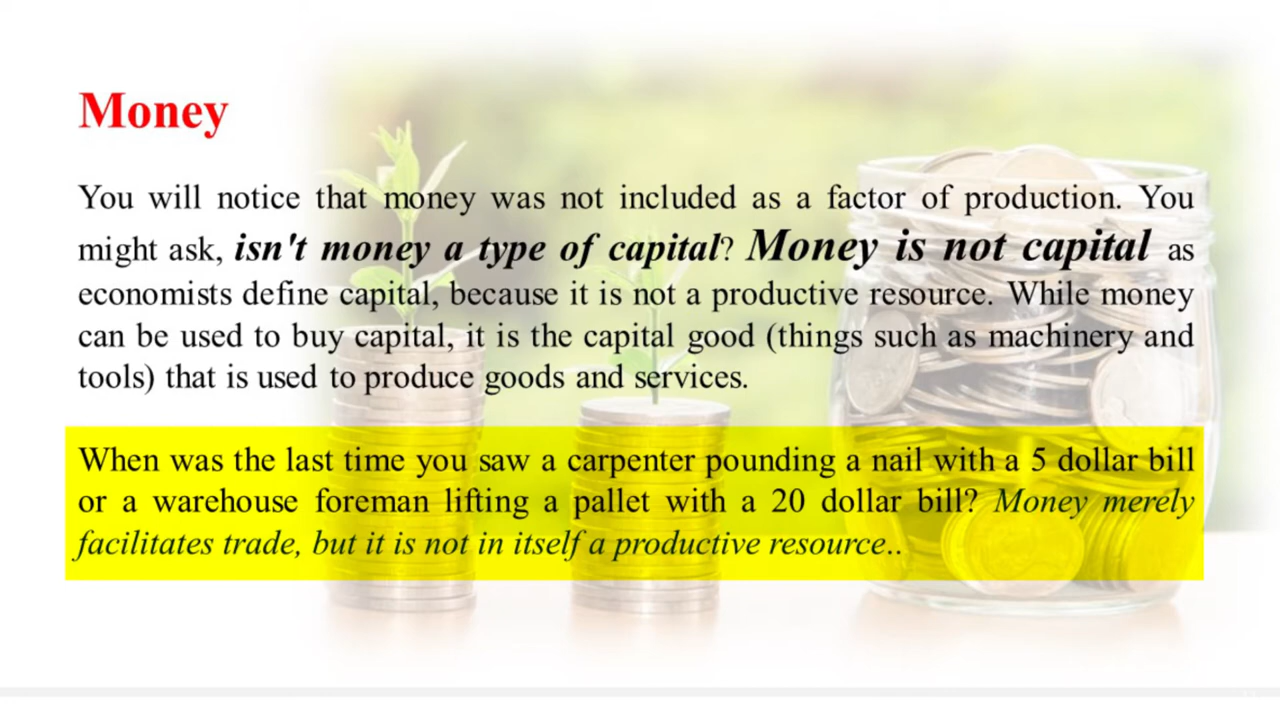 Money
You will notice that money was not included as a factor of production. You
might ask, isn't money a type of capital? Money is not capital as
economists define capital, because it is not a productive resource. While money
can be used to buy capital, it is the capital good (things such as machinery and
tools) that is used to produce goods and services.
When was the last time you saw a carpenter pounding a nail with a 5 dollar bill
or a warehouse foreman lifting a pallet with a 20 dollar bill? Money merely
facilitates trade, but it is not in itself a productive resource..